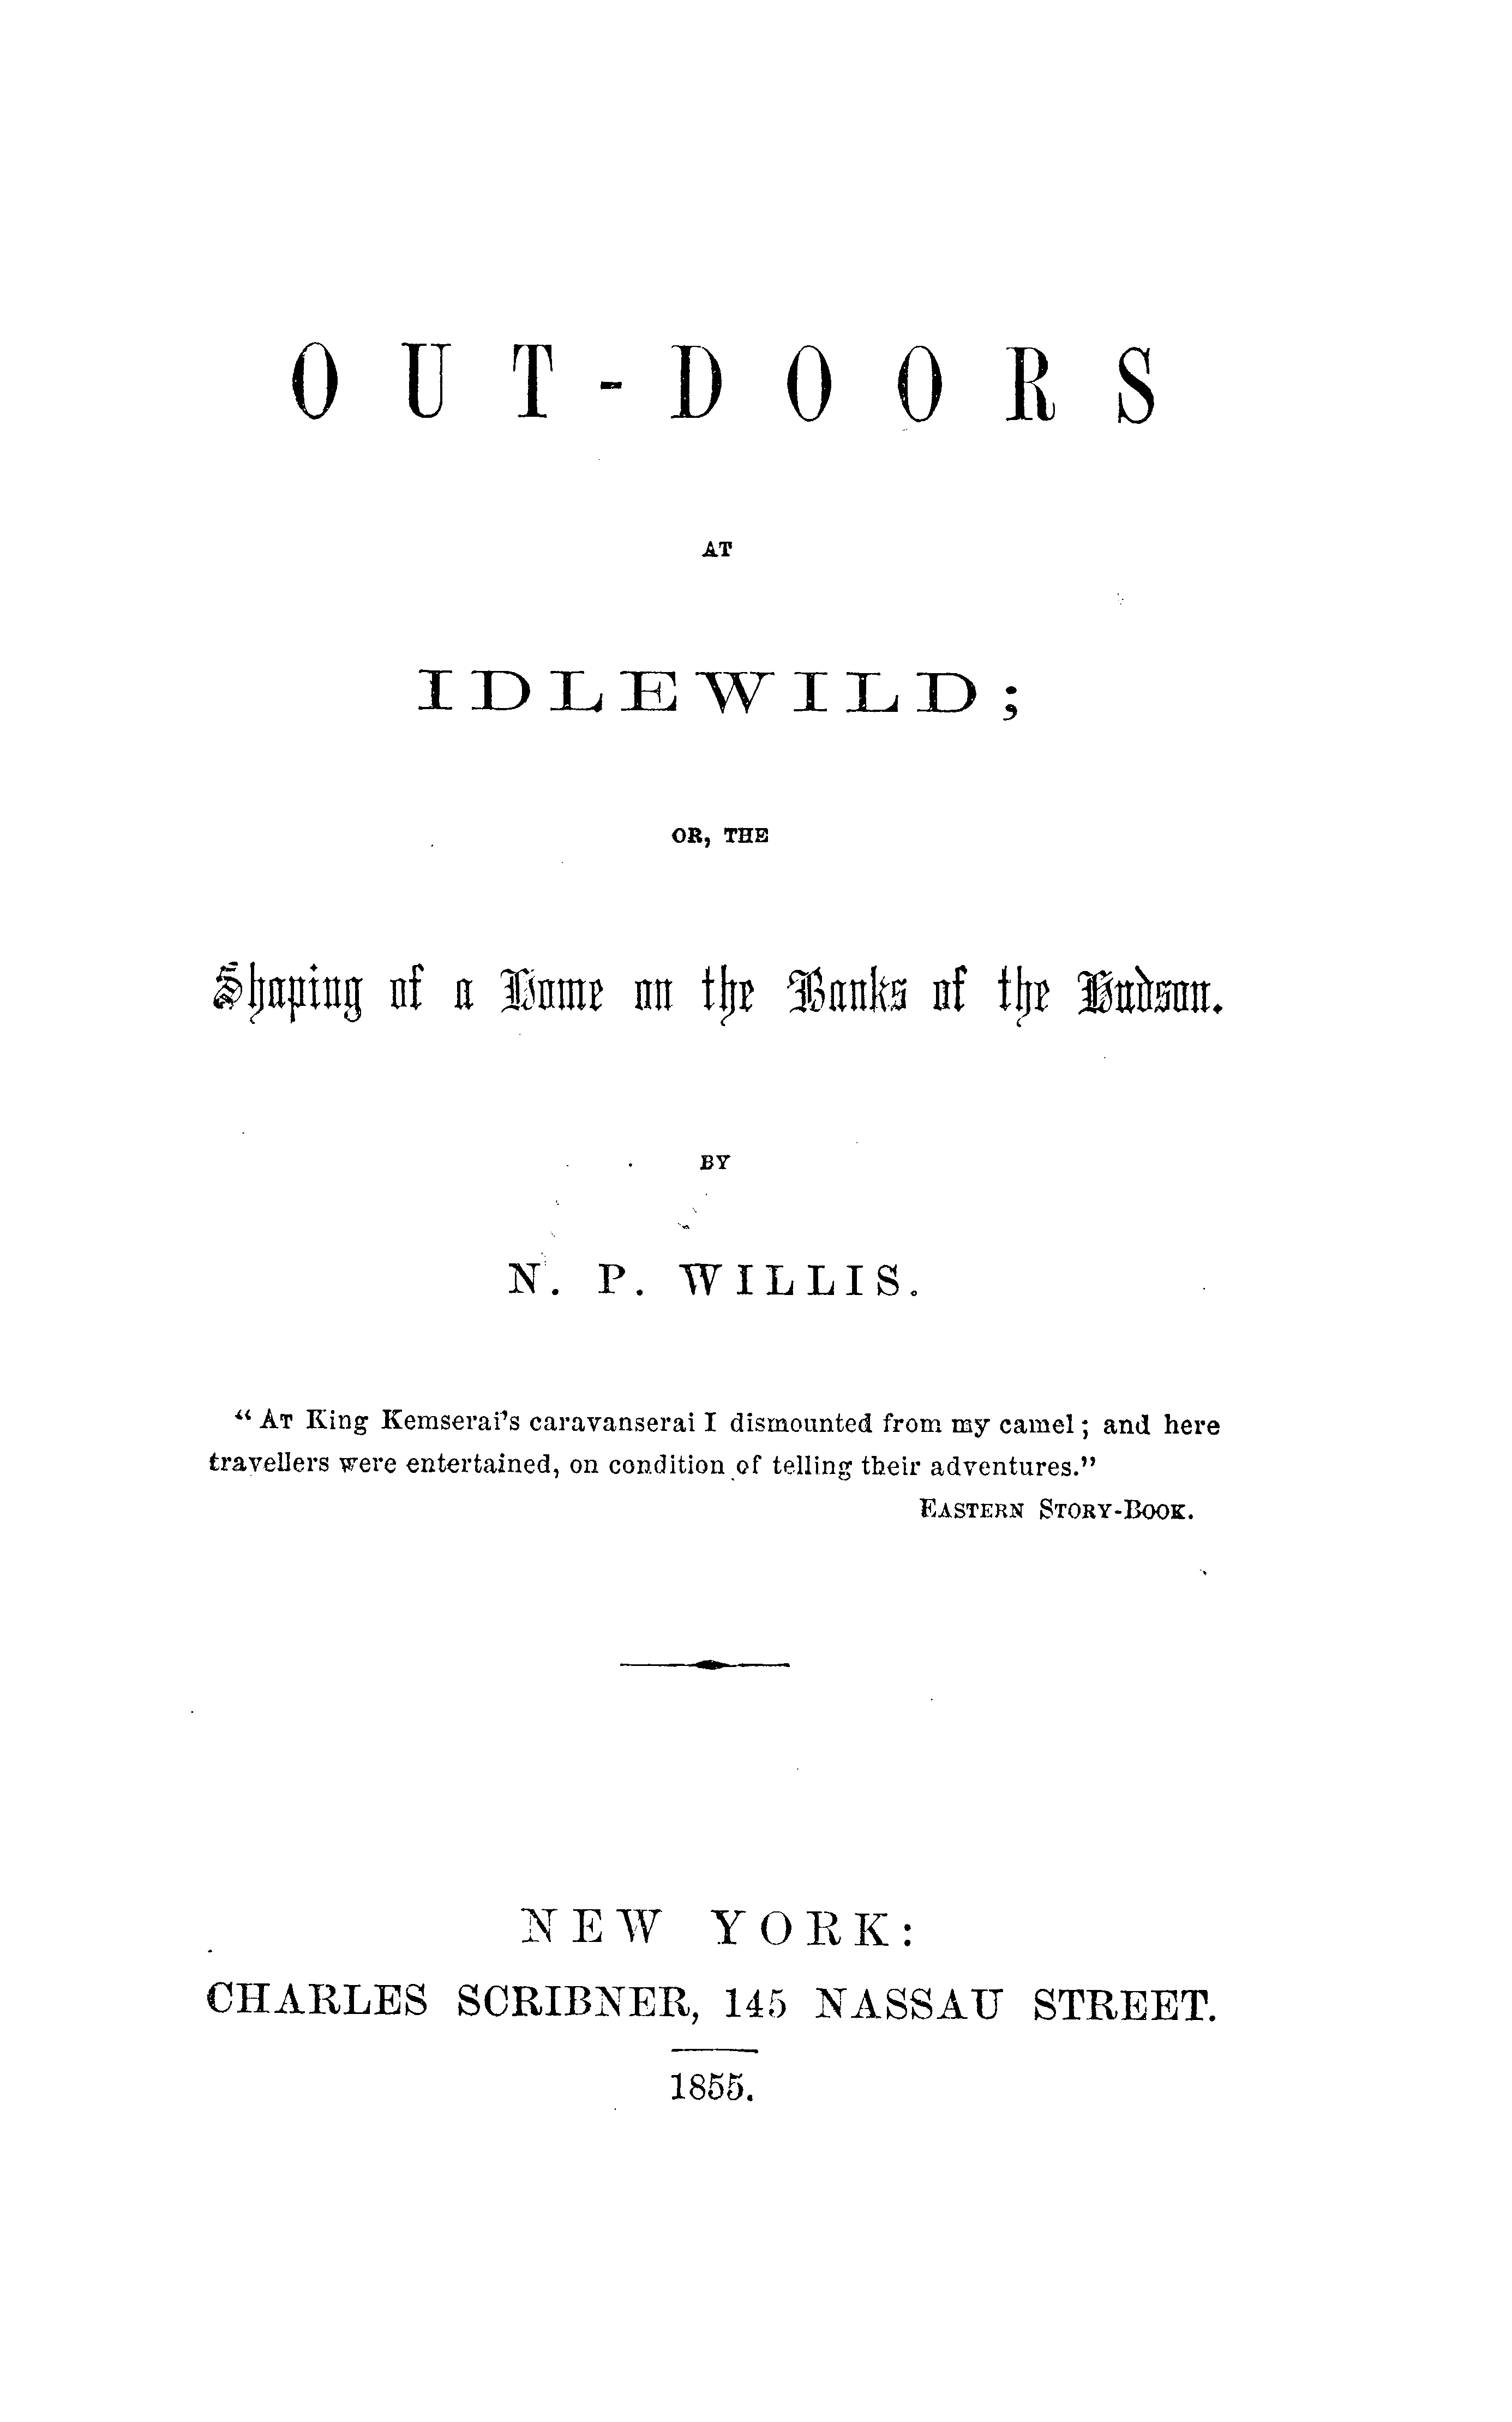 OUT-DOORS
AT
IDLEWILD;
OR, THE
Shaping of a Home on the Banks of the Hudson.
BY
N. P. WILLIS.
“AT King Kemserai’s caravanserai I dismounted from my camel; and here
travellers were entertained, on condition of telling their adventures.”
EASTERN STORY-BOOK.
NEW YORK:
CHARLES SCRIBNER, 145 NASSAU STREET.
1855.